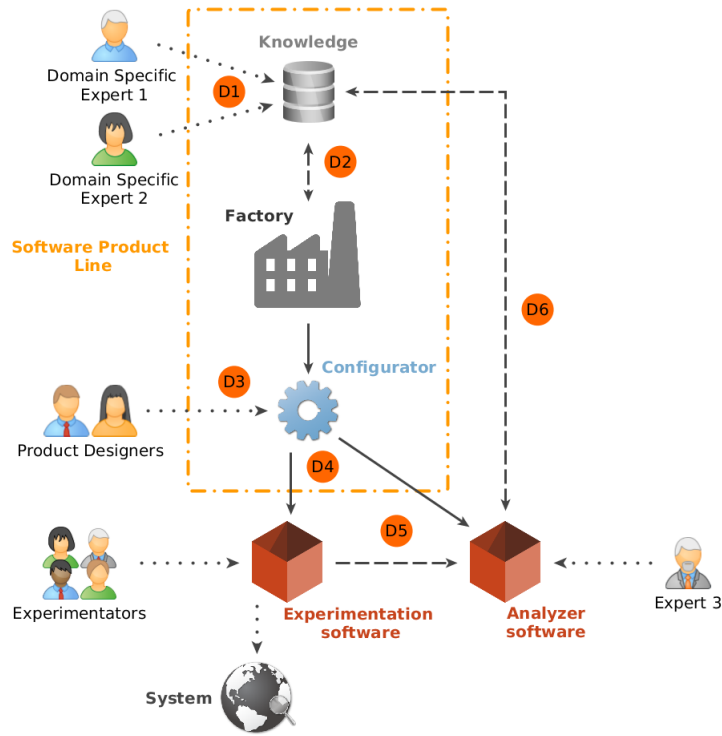 Knowledge
Domain Specific
Expert 1
D1
Domain Specific
Expert 2
D2
Factory
Software Product
Line
D6
Configurator
D3
Product Designers
D4
D5
Experimentators
Experimentation
software
Analyzer
software
Expert 3
System